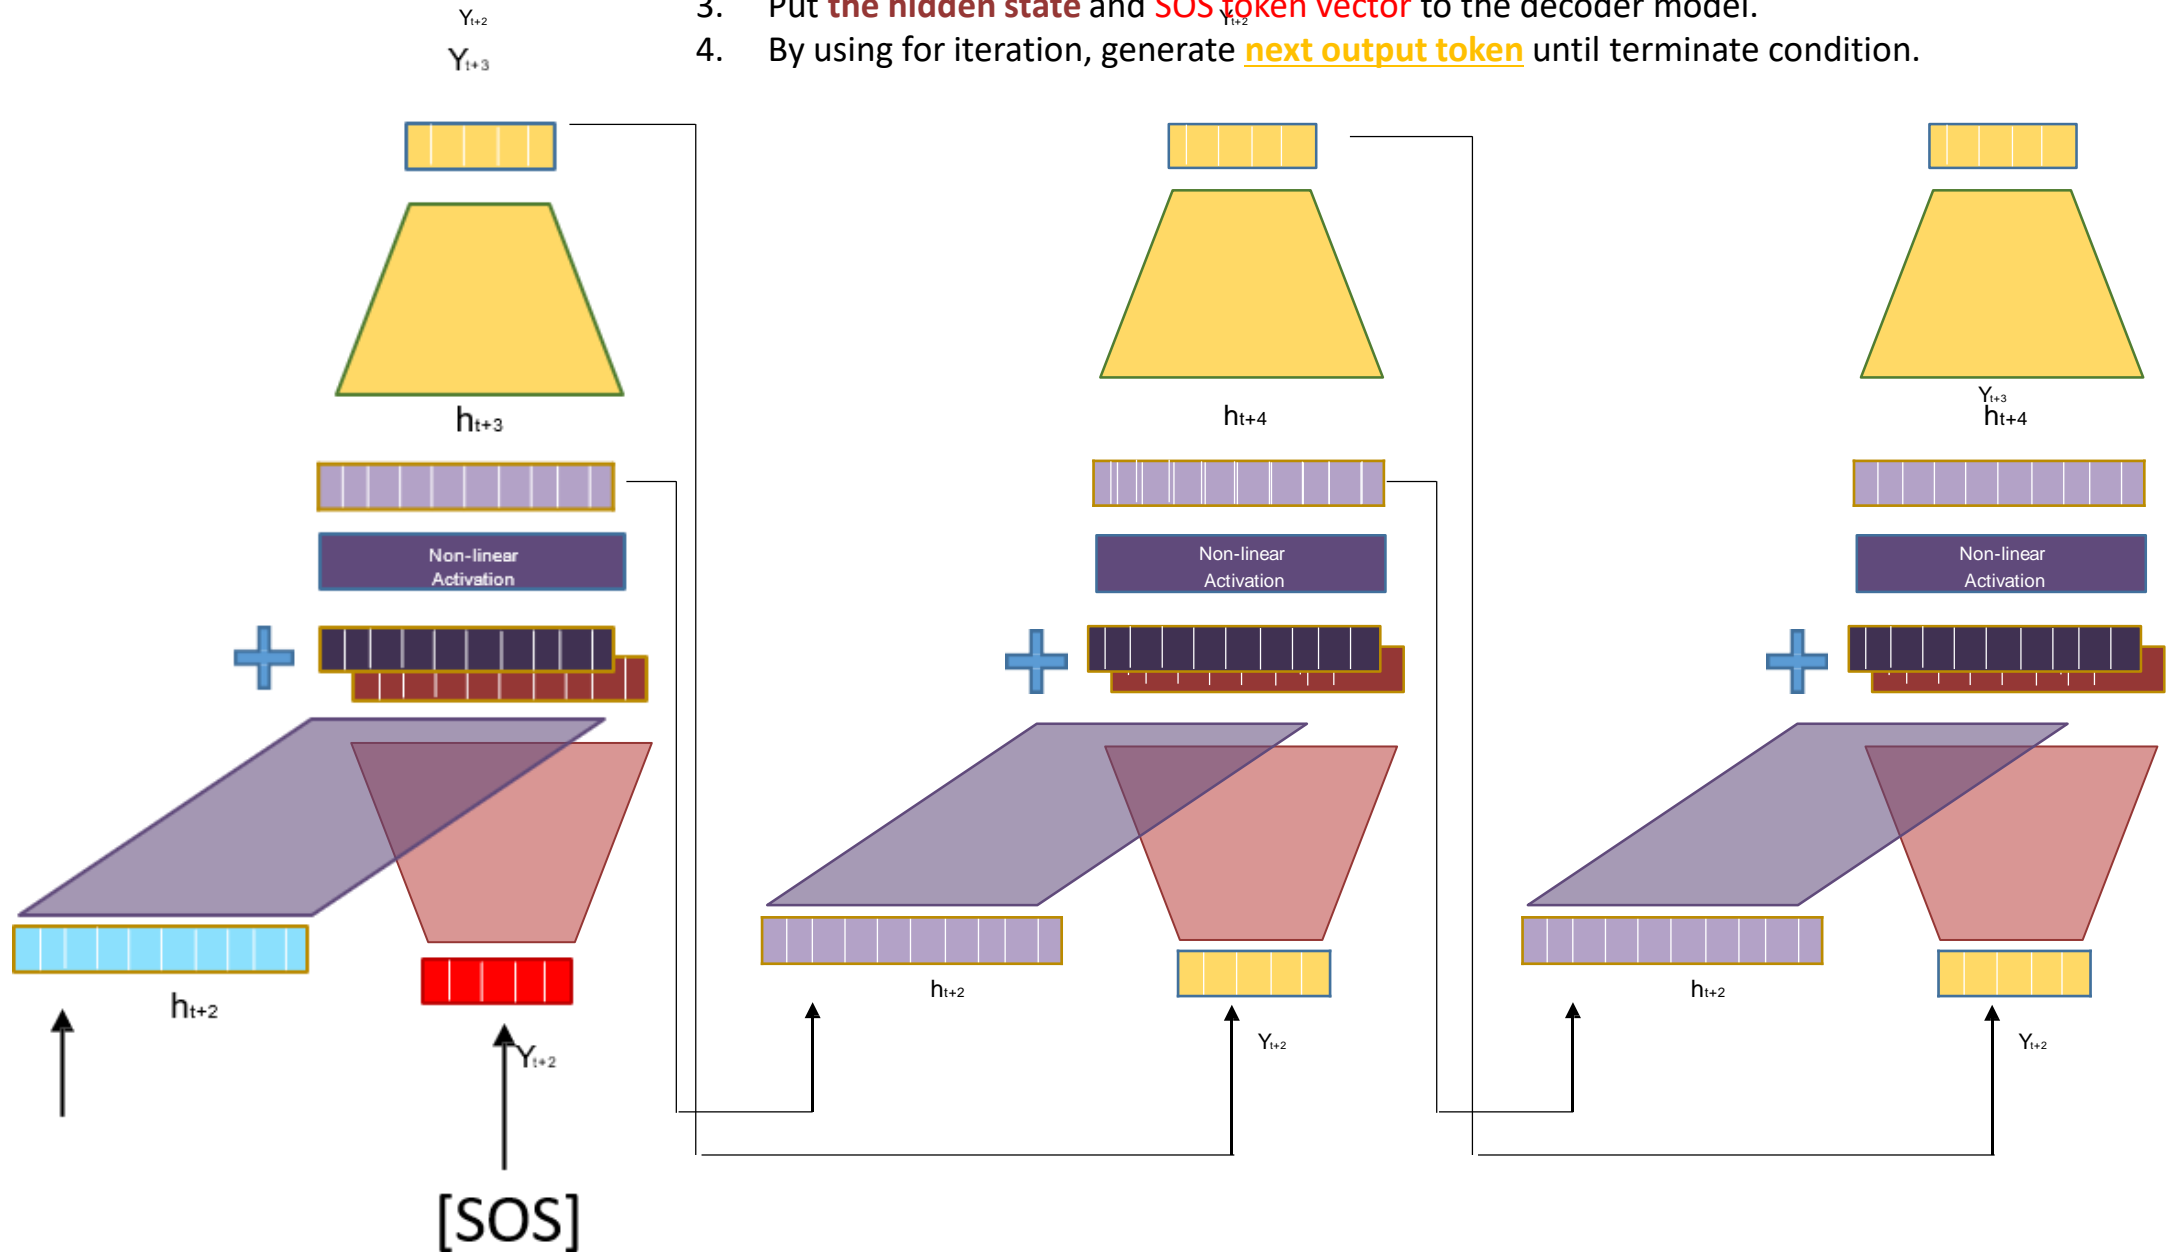 3. Put the hidden state and SOS token vector to the decoder model.
4. By using for iteration, generate next output token until terminate condition.
Yt+2
Yt+3
Yt+2
ht+3
ht+4
Yt+3
ht+4
Non-linear
Activation
Non-linear
Activation
Non-linear
Activation
ht+2
Yt+2
ht+2
Yt+2
ht+2
Yt+2
[SOS]